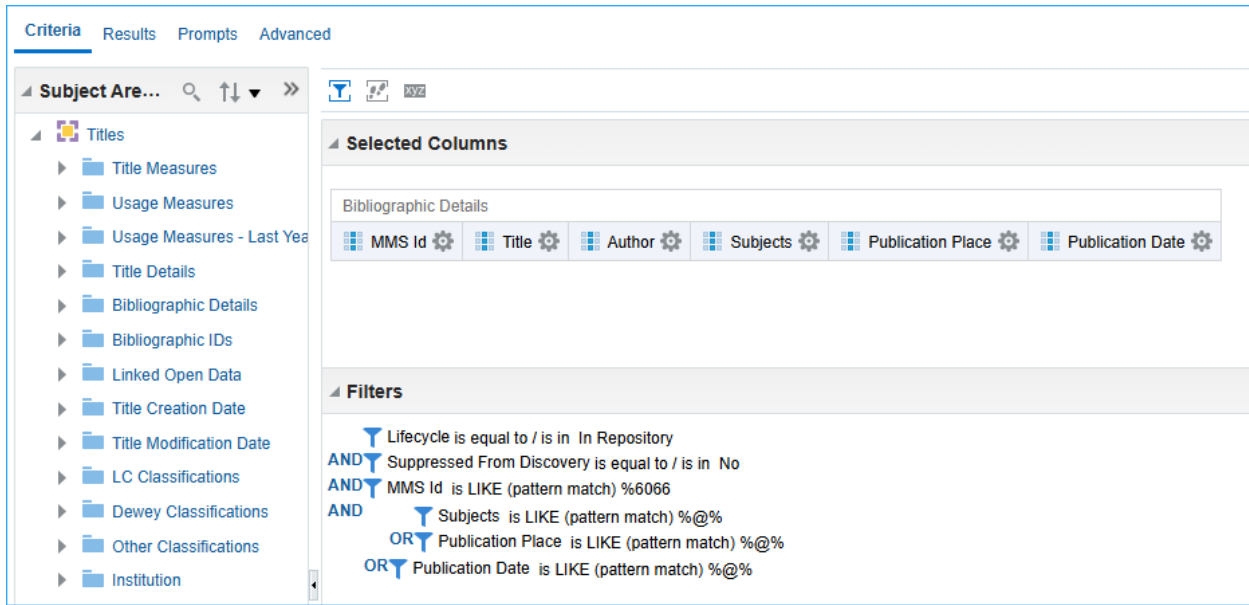 Criteria Results Prompts Advanced
Subject Are...
xyz
Titles
Title Measures
Usage Measures
Usage Measures - Last Yea
Title Details
Bibliographic Details
Bibliographic IDs
Linked Open Data
Title Creation Date
Title Modification Date
LC Classifications
Dewey Classifications
Other Classifications
Institution
Selected Columns
Bibliographic Details
MMS Id Title Author Subjects Publication Place Publication Date
Filters
Lifecycle is equal to / is in In Repository
AND Suppressed From Discovery is equal to / is in No
AND MMS Id is LIKE (pattern match) %6066
AND Subjects is LIKE (pattern match) %@%
OR Publication Place is LIKE (pattern match) %@%
OR Publication Date is LIKE (pattern match) %@%